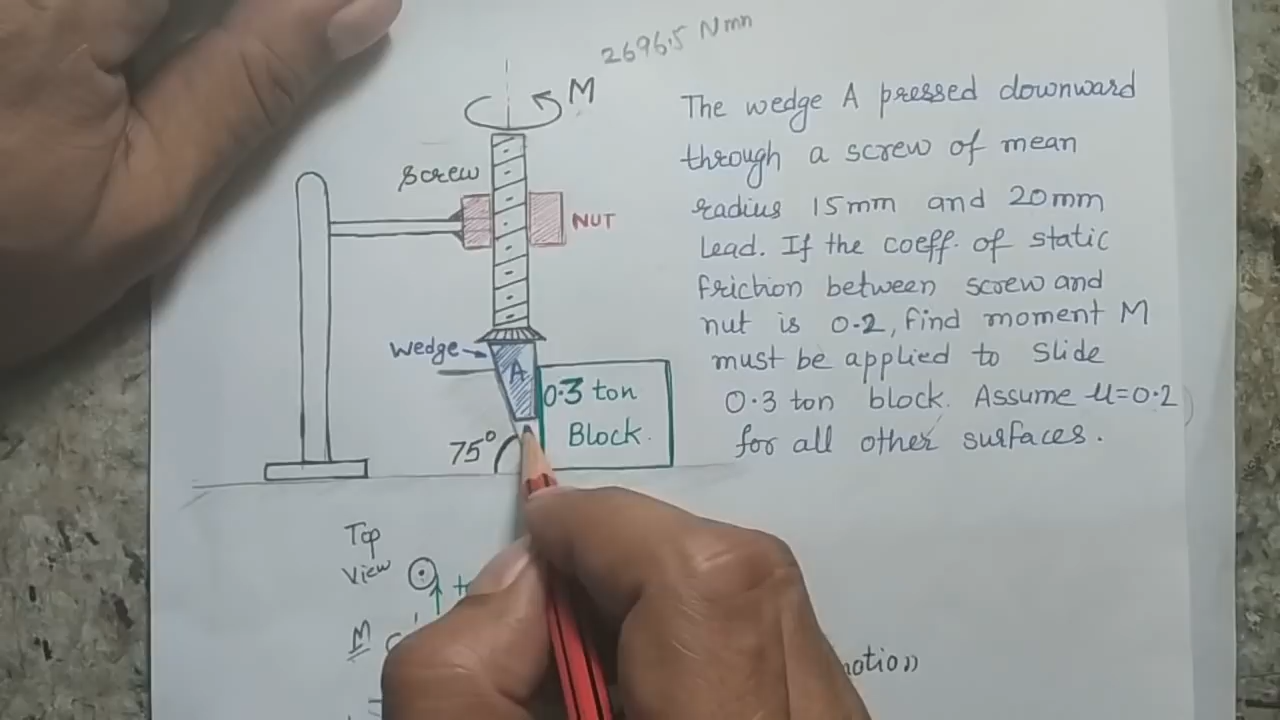 2696.5 Nmm
M
Screw
NUT
Wedge
A
0.3 ton
Block.
75°
The wedge A pressed downward
through a screw of mean
radius 15mm and 20mm
lead. If the coeff. of static
friction between screw and
nut is 0.2, find moment M
must be applied to slide
0.3 ton block. Assume μ=0.2
for all other surfaces.
Top
View
M